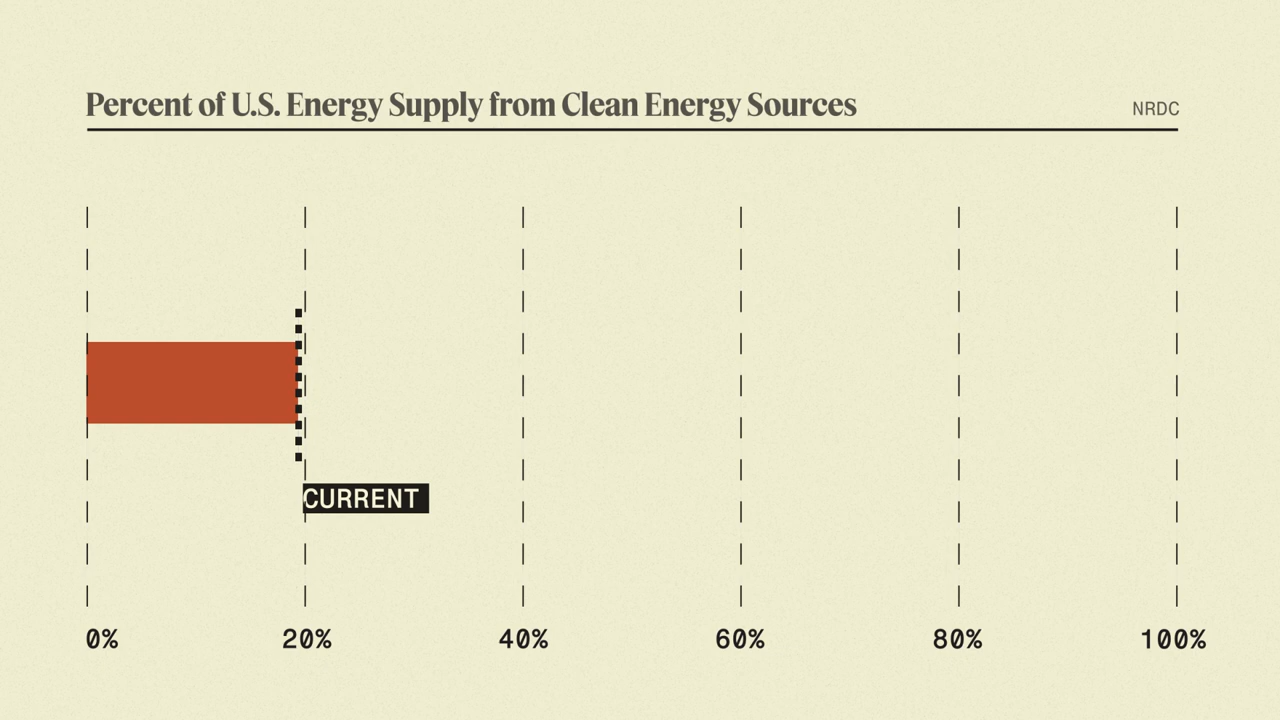 Percent of U.S. Energy Supply from Clean Energy Sources
NRDC
CURRENT
0% 20% 40% 60% 80% 100%